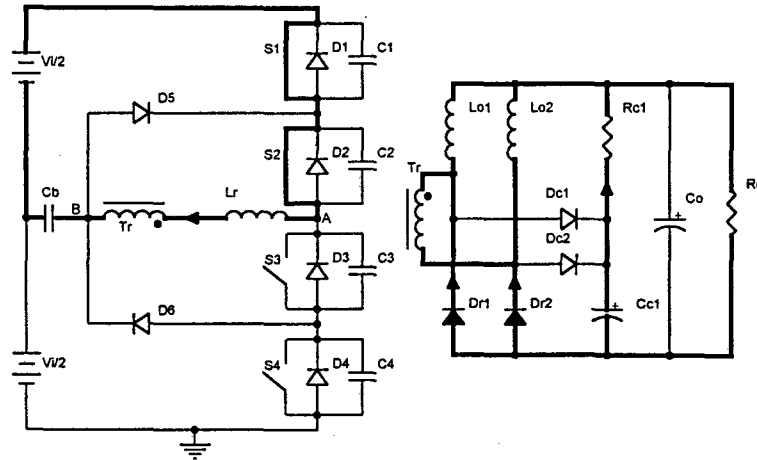 Vi/2
S1
D1
C1
D5
S2
D2
C2
Cb
B
Tr
Lr
A
S3
D3
C3
D6
Vi/2
S4
D4
C4
Lo1
Lo2
Rc1
Tr
Dc1
Dc2
Co
Dr1
Dr2
Cc1